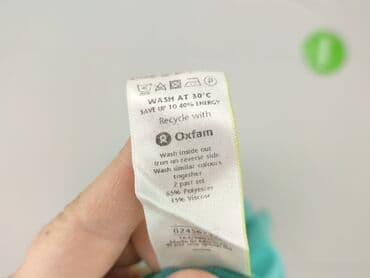 WASH AT 30°C
SAVE UP TO 40% ENERGY
Recycle with
Oxfam
Wash inside out
Iron on reverse side
Wash similar colours
together
2 part set
65% Polyester
35% Viscose